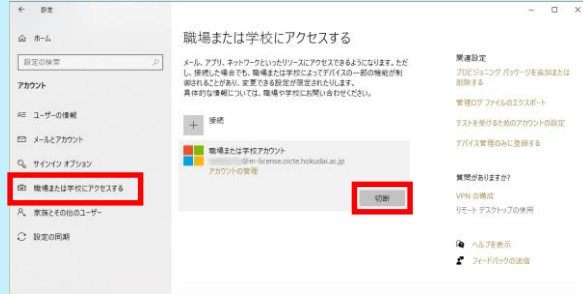 設定
ホーム
設定の検索
アカウント
ユーザーの情報
メールとアカウント
サインイン オプション
職場または学校にアクセスする
家族とその他のユーザー
設定の同期
職場または学校にアクセスする
メール、アプリ、ネットワークといったリソースにアクセスできるようになります。ただ
し、接続した場合でも、職場または学校によってデバイスの一部の機能が制
御されることがあり、変更できる設定が限定されたりします。
具体的な情報については、職場や学校にお問い合わせください。
接続
職場または学校アカウント
@m-license.oicte.hokudai.ac.jp
アカウントの管理
切断
関連設定
プロビジョニング パッケージを追加または
削除する
管理ログ ファイルのエクスポート
テストを受けるためのアカウントの設定
デバイス管理のみに登録する
質問がありますか?
VPN の構成
リモート デスクトップの使用
ヘルプを表示
フィードバックの送信